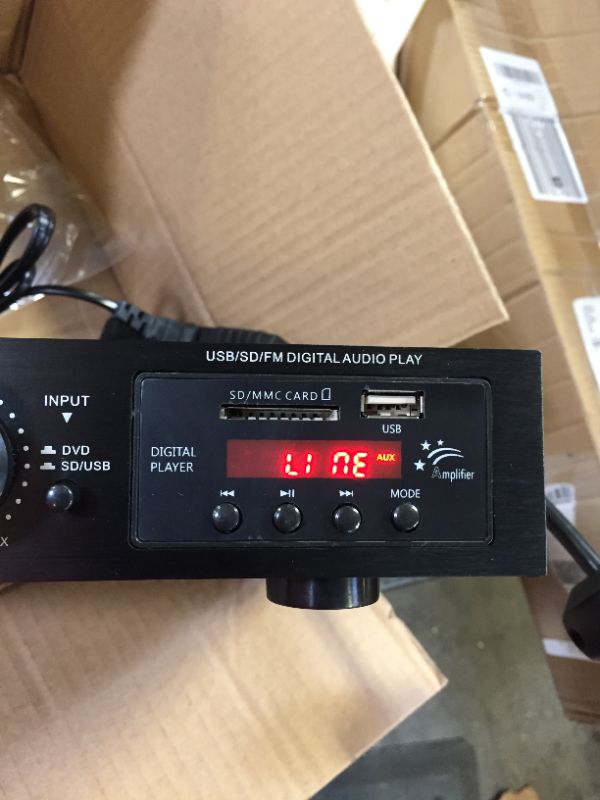 USB/SD/FM DIGITAL AUDIO PLAY
INPUT
DVD
SD/USB
SD/MMC CARD
USB
DIGITAL
PLAYER
LINE
AUX
Amplifier
MODE
X